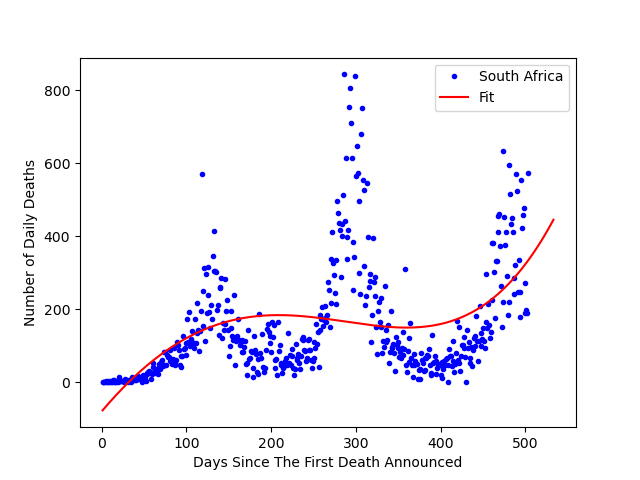 South Africa
Fit
800
600
400
200
0
Number of Daily Deaths
0 100 200 300 400 500
Days Since The First Death Announced